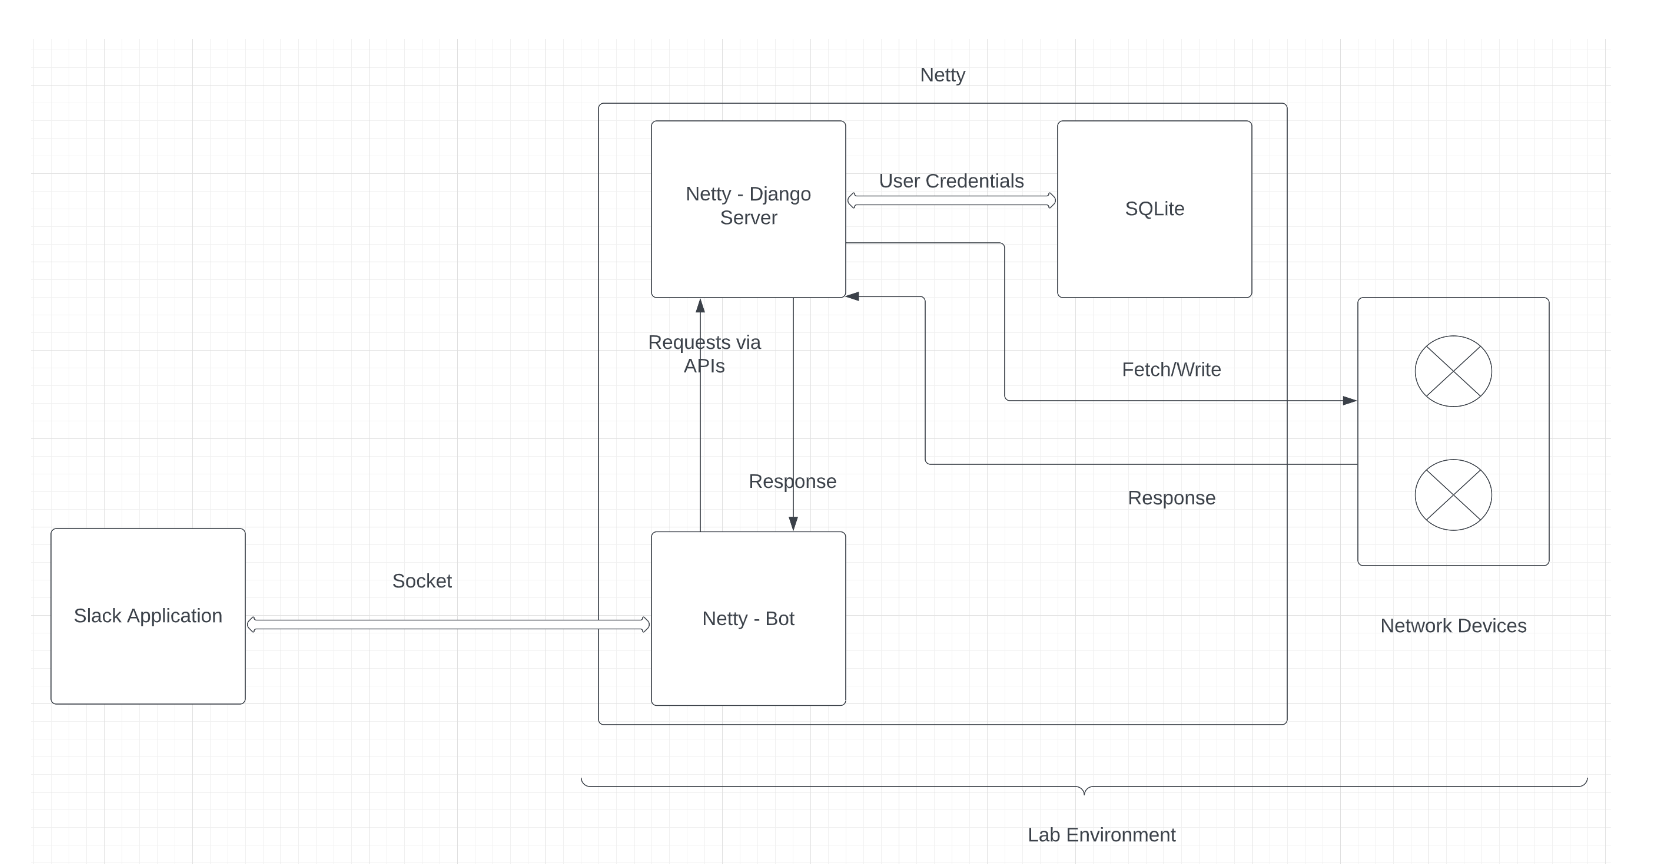 Netty
Netty - Django
Server
User Credentials
SQLite
Requests via
APIs
Fetch/Write
Response
Response
Socket
Slack Application
Netty - Bot
Network Devices
Lab Environment